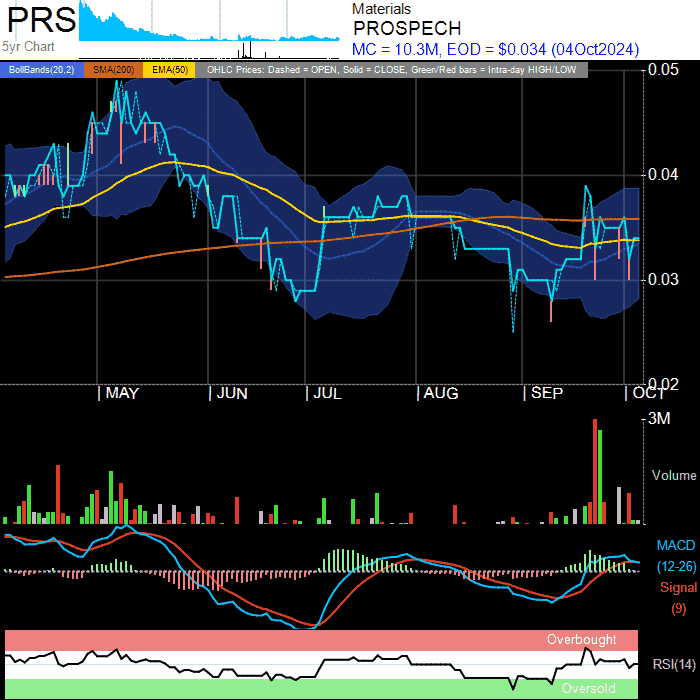 PRS
5yr Chart
Materials
PROSPECH
MC = 10.3M, EOD = $0.034 (04Oct2024)
BollBands(20,2) SMA(200) EMA(50) OHLC Prices: Dashed = OPEN, Solid = CLOSE, Green/Red bars = Intra-day HIGH/LOW
0.05
0.04
0.03
0.02
| MAY | JUN | JUL | AUG | SEP | OCT
3M
Volume
MACD
(12-26)
Signal
(9)
Overbought
RSI(14)
Oversold